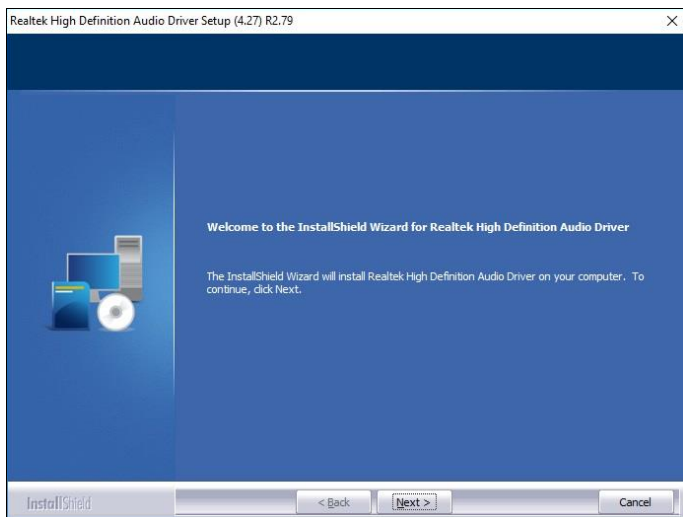 Realtek High Definition Audio Driver Setup (4.27) R2.79
Welcome to the InstallShield Wizard for Realtek High Definition Audio Driver
The InstallShield Wizard will install Realtek High Definition Audio Driver on your computer. To
continue, click Next.
InstallShield
< Back
Next >
Cancel